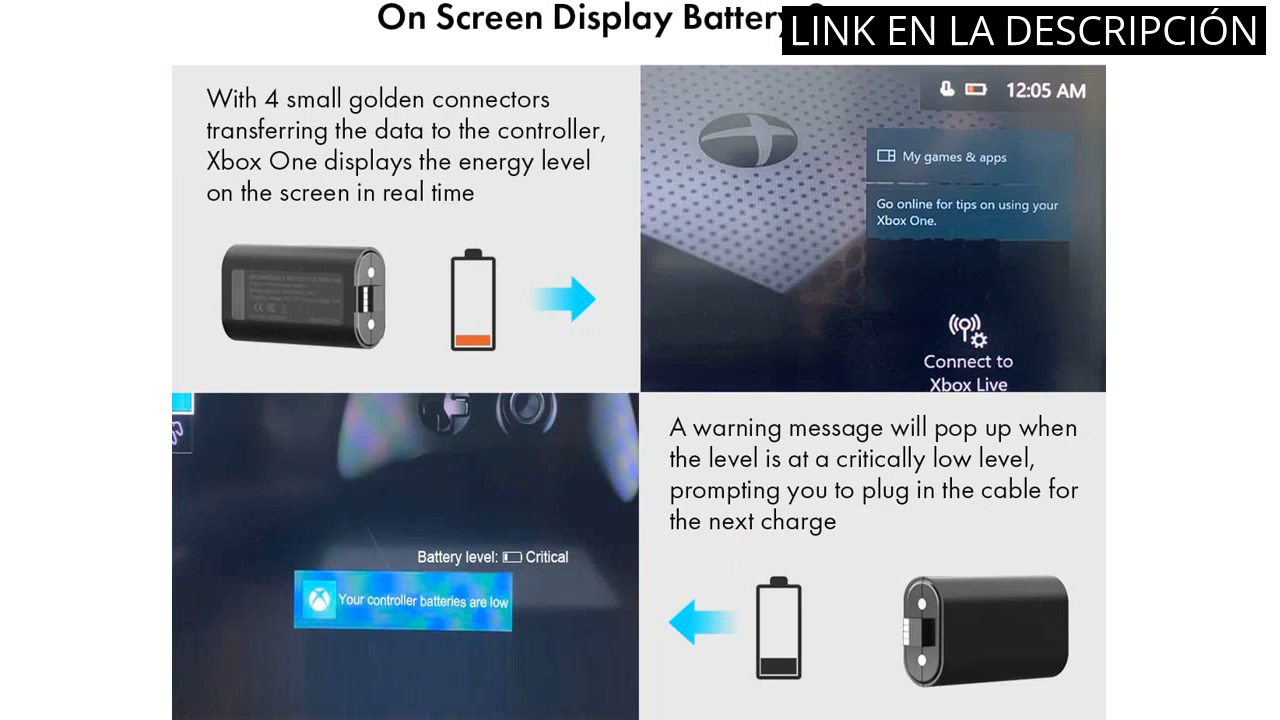 On Screen Display Battery
LINK EN LA DESCRIPCIÓN
With 4 small golden connectors
transferring the data to the controller,
Xbox One displays the energy level
on the screen in real time
12:05 AM
My games & apps
Go online for tips on using your
Xbox One.
Connect to
Xbox Live
A warning message will pop up when
the level is at a critically low level,
prompting you to plug in the cable for
the next charge
Battery level: Critical
Your controller batteries are low